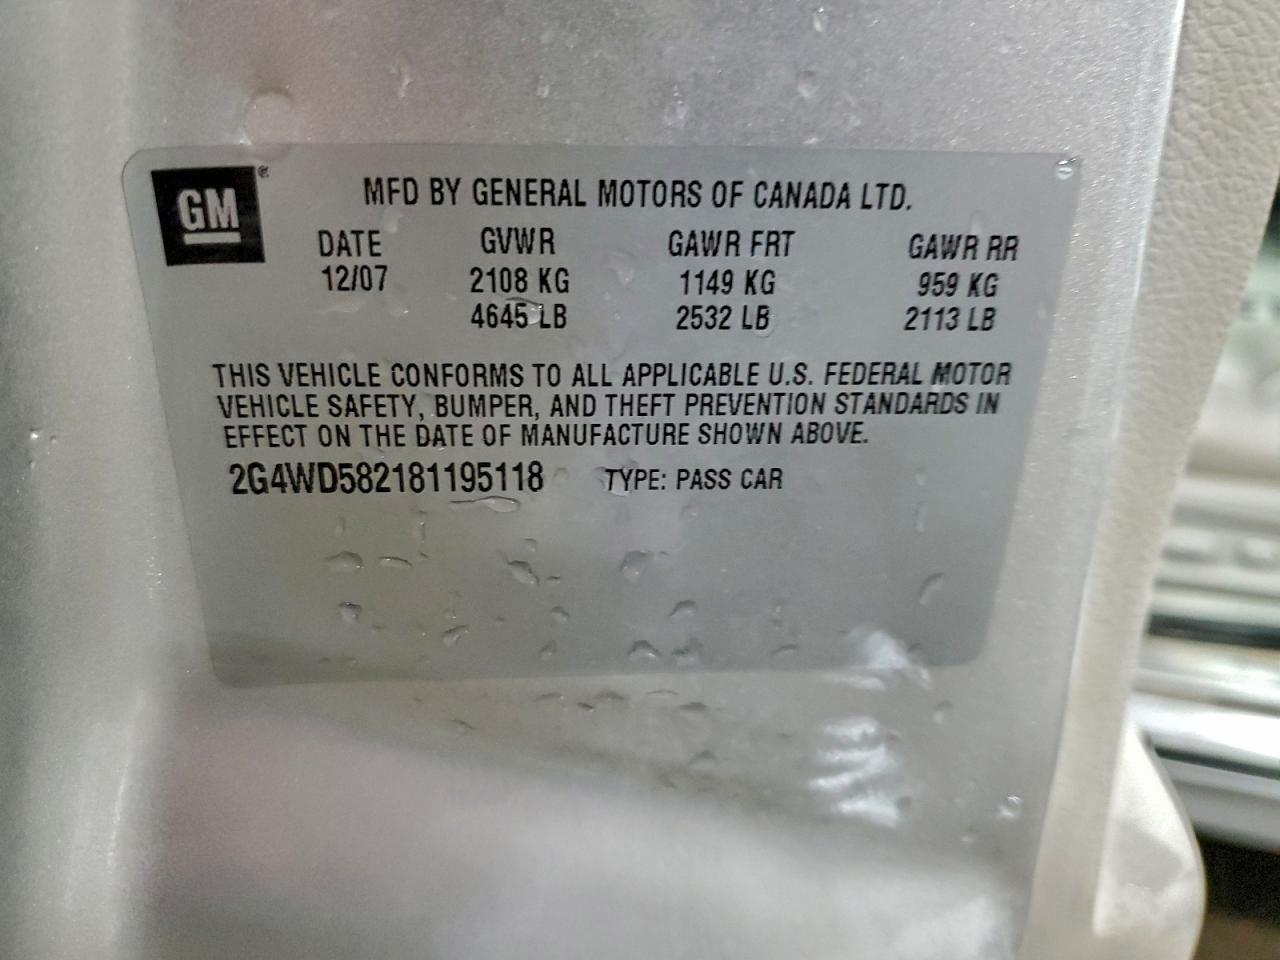 GM®
MFD BY GENERAL MOTORS OF CANADA LTD.
DATE GVWR GAWR FRT GAWR RR
12/07 2108 KG 1149 KG 959 KG
4645 LB 2532 LB 2113 LB
THIS VEHICLE CONFORMS TO ALL APPLICABLE U.S. FEDERAL MOTOR
VEHICLE SAFETY, BUMPER, AND THEFT PREVENTION STANDARDS IN
EFFECT ON THE DATE OF MANUFACTURE SHOWN ABOVE.
2G4WD582181195118 TYPE: PASS CAR